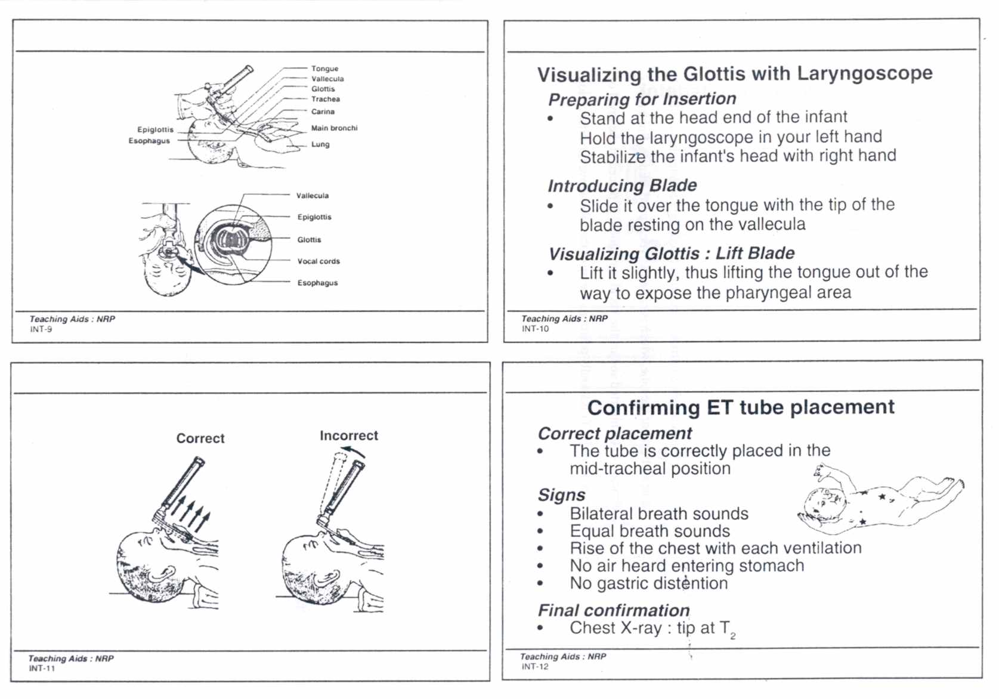 Tongue
Vallecula
Glottis
Trachea
Carina
Main bronchi
Lung
Epiglottis
Esophagus
Vallecula
Epiglottis
Glottis
Vocal cords
Esophagus
Teaching Aids : NRP
INT-9
Visualizing the Glottis with Laryngoscope
Preparing for Insertion
• Stand at the head end of the infant
Hold the laryngoscope in your left hand
Stabilize the infant's head with right hand
Introducing Blade
• Slide it over the tongue with the tip of the
blade resting on the vallecula
Visualizing Glottis : Lift Blade
• Lift it slightly, thus lifting the tongue out of the
way to expose the pharyngeal area
Teaching Aids : NRP
INT-10
Correct
Incorrect
Teaching Aids : NRP
INT-11
Confirming ET tube placement
Correct placement
• The tube is correctly placed in the
mid-tracheal position
Signs
• Bilateral breath sounds
• Equal breath sounds
• Rise of the chest with each ventilation
• No air heard entering stomach
• No gastric distention
Final confirmation
• Chest X-ray : tip at T₂
Teaching Aids : NRP
INT-12